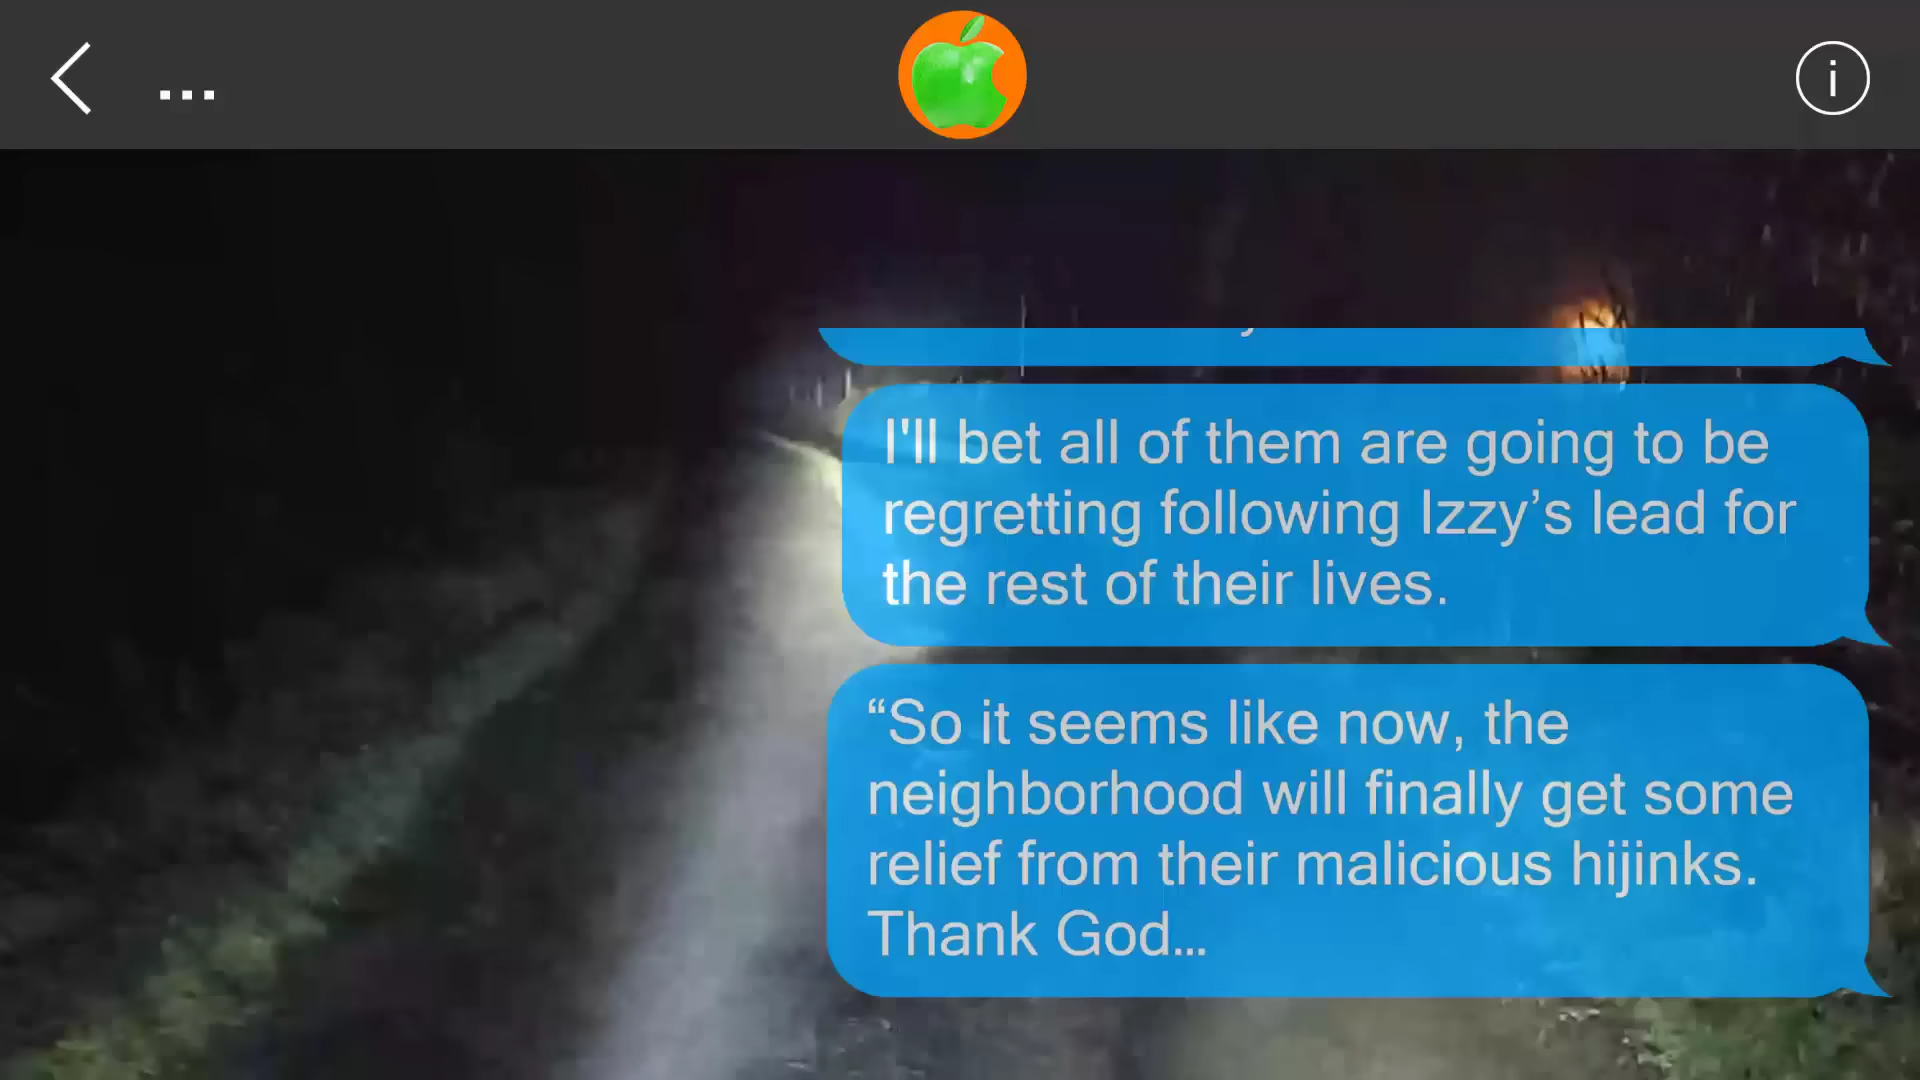 ...
I'll bet all of them are going to be
regretting following Izzy’s lead for
the rest of their lives.
“So it seems like now, the
neighborhood will finally get some
relief from their malicious hijinks.
Thank God...